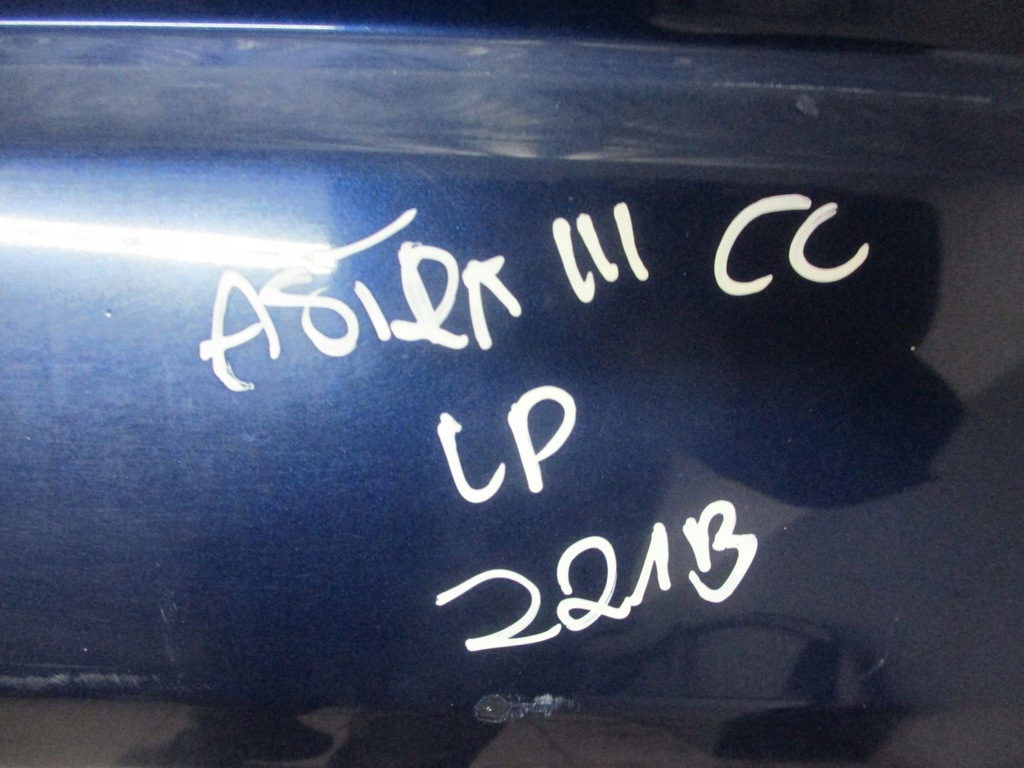 ASTRA III CC
LP
221B